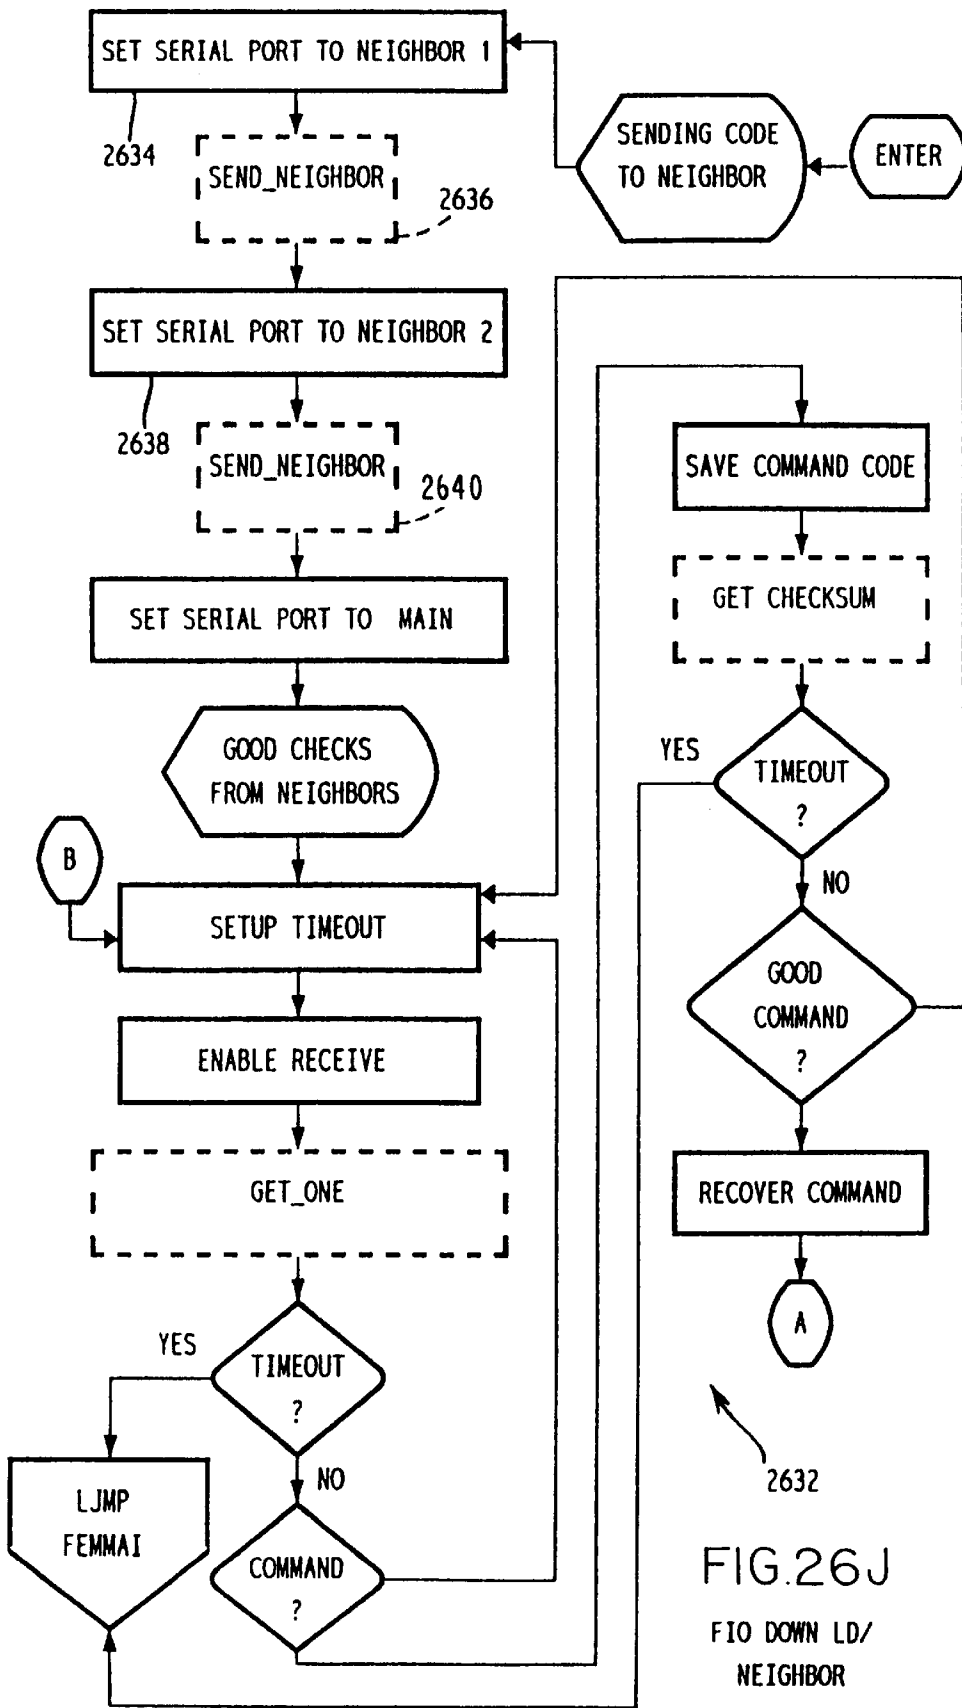 SET SERIAL PORT TO NEIGHBOR 1
2634
SENDING CODE
TO NEIGHBOR
ENTER
SEND_NEIGHBOR
2636
SET SERIAL PORT TO NEIGHBOR 2
2638
SEND_NEIGHBOR
2640
SET SERIAL PORT TO MAIN
GOOD CHECKS
FROM NEIGHBORS
B
SETUP TIMEOUT
ENABLE RECEIVE
GET_ONE
YES
TIMEOUT
?
NO
LJMP
FEMMAI
COMMAND
?
SAVE COMMAND CODE
GET CHECKSUM
YES
TIMEOUT
?
NO
GOOD
COMMAND
?
RECOVER COMMAND
A
2632
FIG.26J
FIO DOWN LD/
NEIGHBOR